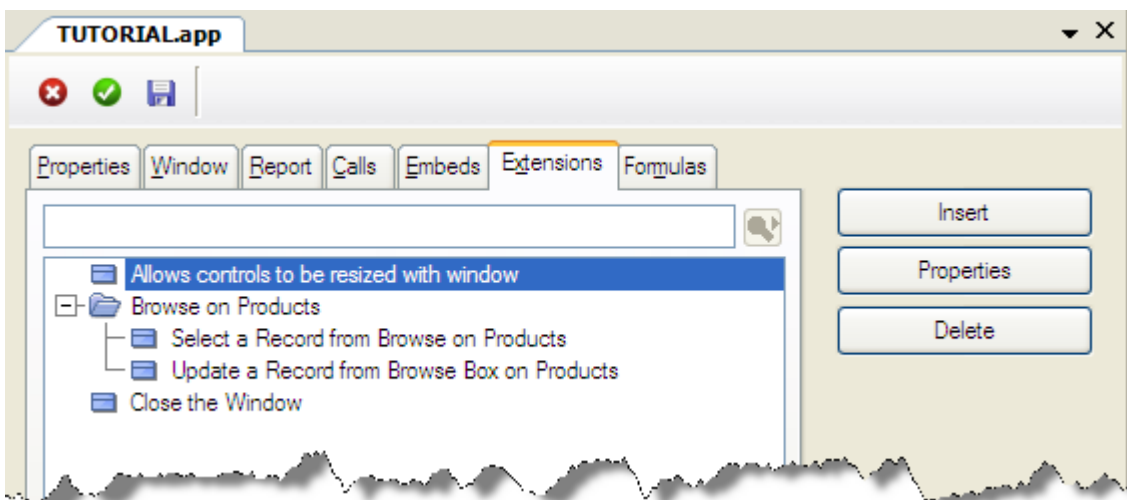 TUTORIAL.app
Properties Window Report Calls Embeds Extensions Formulas
Insert
Properties
Delete
Allows controls to be resized with window
Browse on Products
Select a Record from Browse on Products
Update a Record from Browse Box on Products
Close the Window